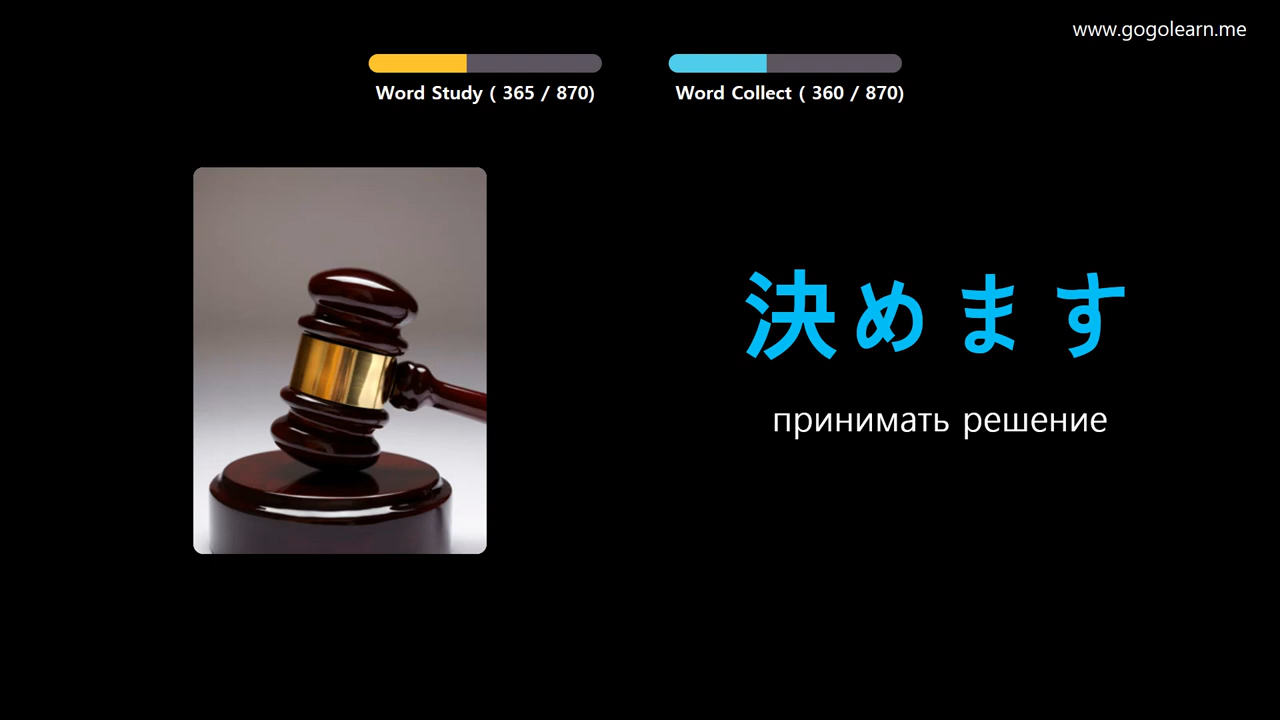 www.gogolearn.me
Word Study ( 365 / 870)
Word Collect ( 360 / 870)
決めます
принимать решение